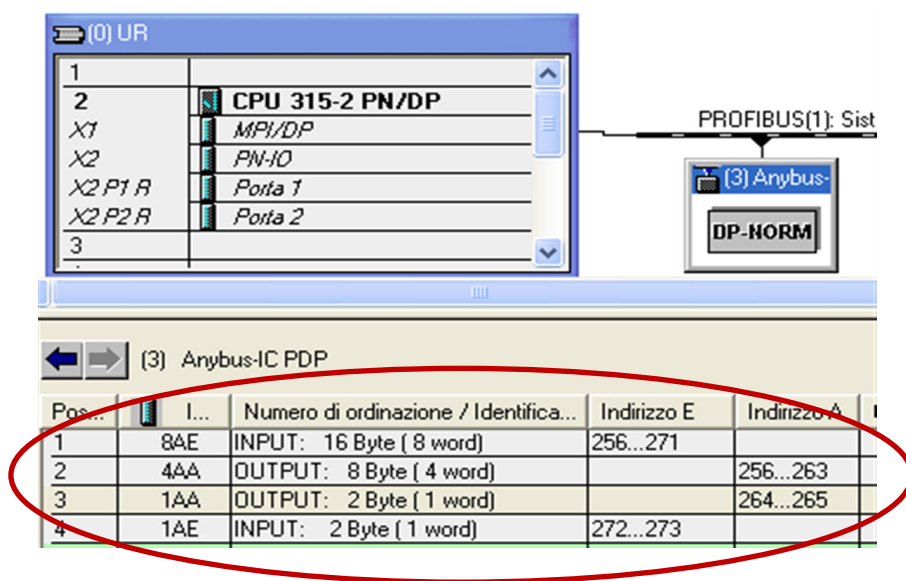 (0) UR
1
2 CPU 315-2 PN/DP
X1 MPI/DP
X2 PN-IO
X2 P1 R Porta 1
X2 P2 R Porta 2
3
PROFIBUS(1): Sist
(3) Anybus-
DP-NORM
(3) Anybus-IC PDP
Pos... I... Numero di ordinazione / Identifica... Indirizzo E Indirizzo A
1 8AE INPUT: 16 Byte ( 8 word) 256...271
2 4AA OUTPUT: 8 Byte ( 4 word) 256...263
3 1AA OUTPUT: 2 Byte ( 1 word) 264...265
4 1AE INPUT: 2 Byte ( 1 word) 272...273